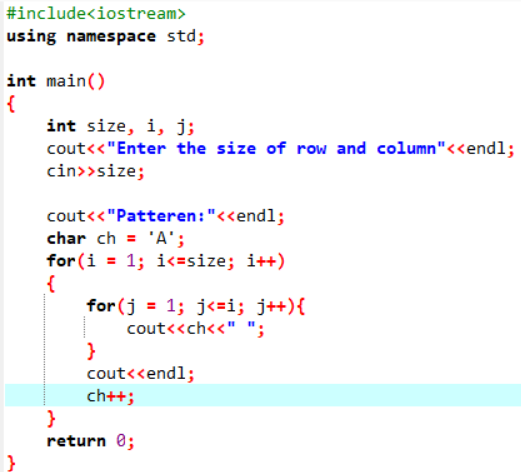 #include<iostream>
using namespace std;
int main()
{
int size, i, j;
cout<<"Enter the size of row and column"<<endl;
cin>>size;
cout<<"Patteren:"<<endl;
char ch = 'A';
for(i = 1; i<=size; i++)
{
for(j = 1; j<=i; j++){
cout<<ch<<" ";
}
cout<<endl;
ch++;
}
return 0;
}